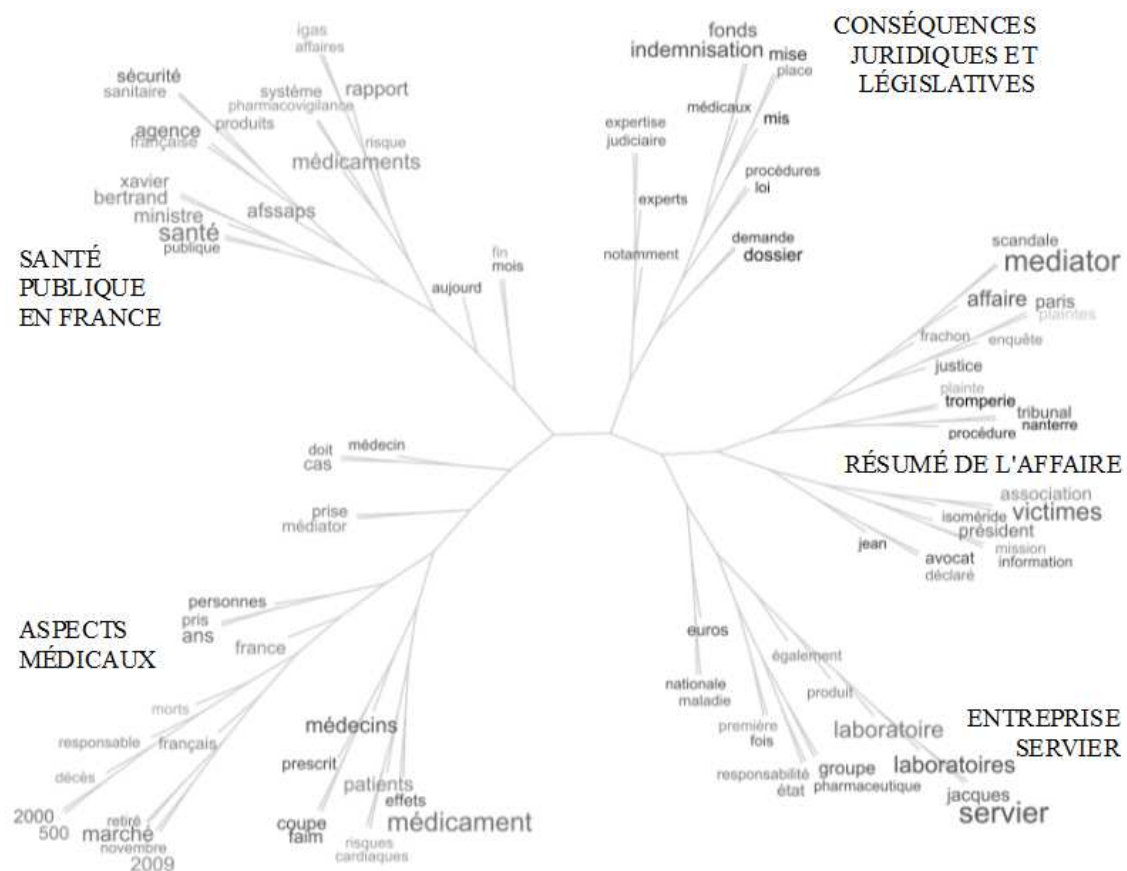 CONSÉQUENCES
JURIDIQUES ET
LÉGISLATIVES
igas
affaires
sécurité
sanitaire
système
pharmacovigilance
rapport
produits
agence
française
risque
médicaments
xavier
bertrand
ministre
santé
publique
afssaps
SANTÉ
PUBLIQUE
EN FRANCE
aujourd
fin
mois
fonds
indemnisation
mise
place
médicaux
mis
expertise
judiciaire
experts
procédures
loi
notamment
demande
dossier
scandale
mediator
affaire
paris
plaintes
frachon
enquête
justice
plainte
tromperie
tribunal
nanterre
procédure
RÉSUMÉ DE L'AFFAIRE
association
victimes
isoméride
président
mission
information
jean
avocat
déclaré
doit
cas
médecin
prise
médiator
personnes
pris
ans
france
ASPECTS
MÉDICAUX
morts
responsable
français
décès
2000
500
retiré
marché
novembre
2009
médecins
prescrit
patients
effets
médicament
coupe
faim
risques
cardiaques
euros
nationale
maladie
également
produit
première
fois
laboratoire
ENTREPRISE
SERVIER
responsabilité
état
groupe
pharmaceutique
laboratoires
jacques
servier